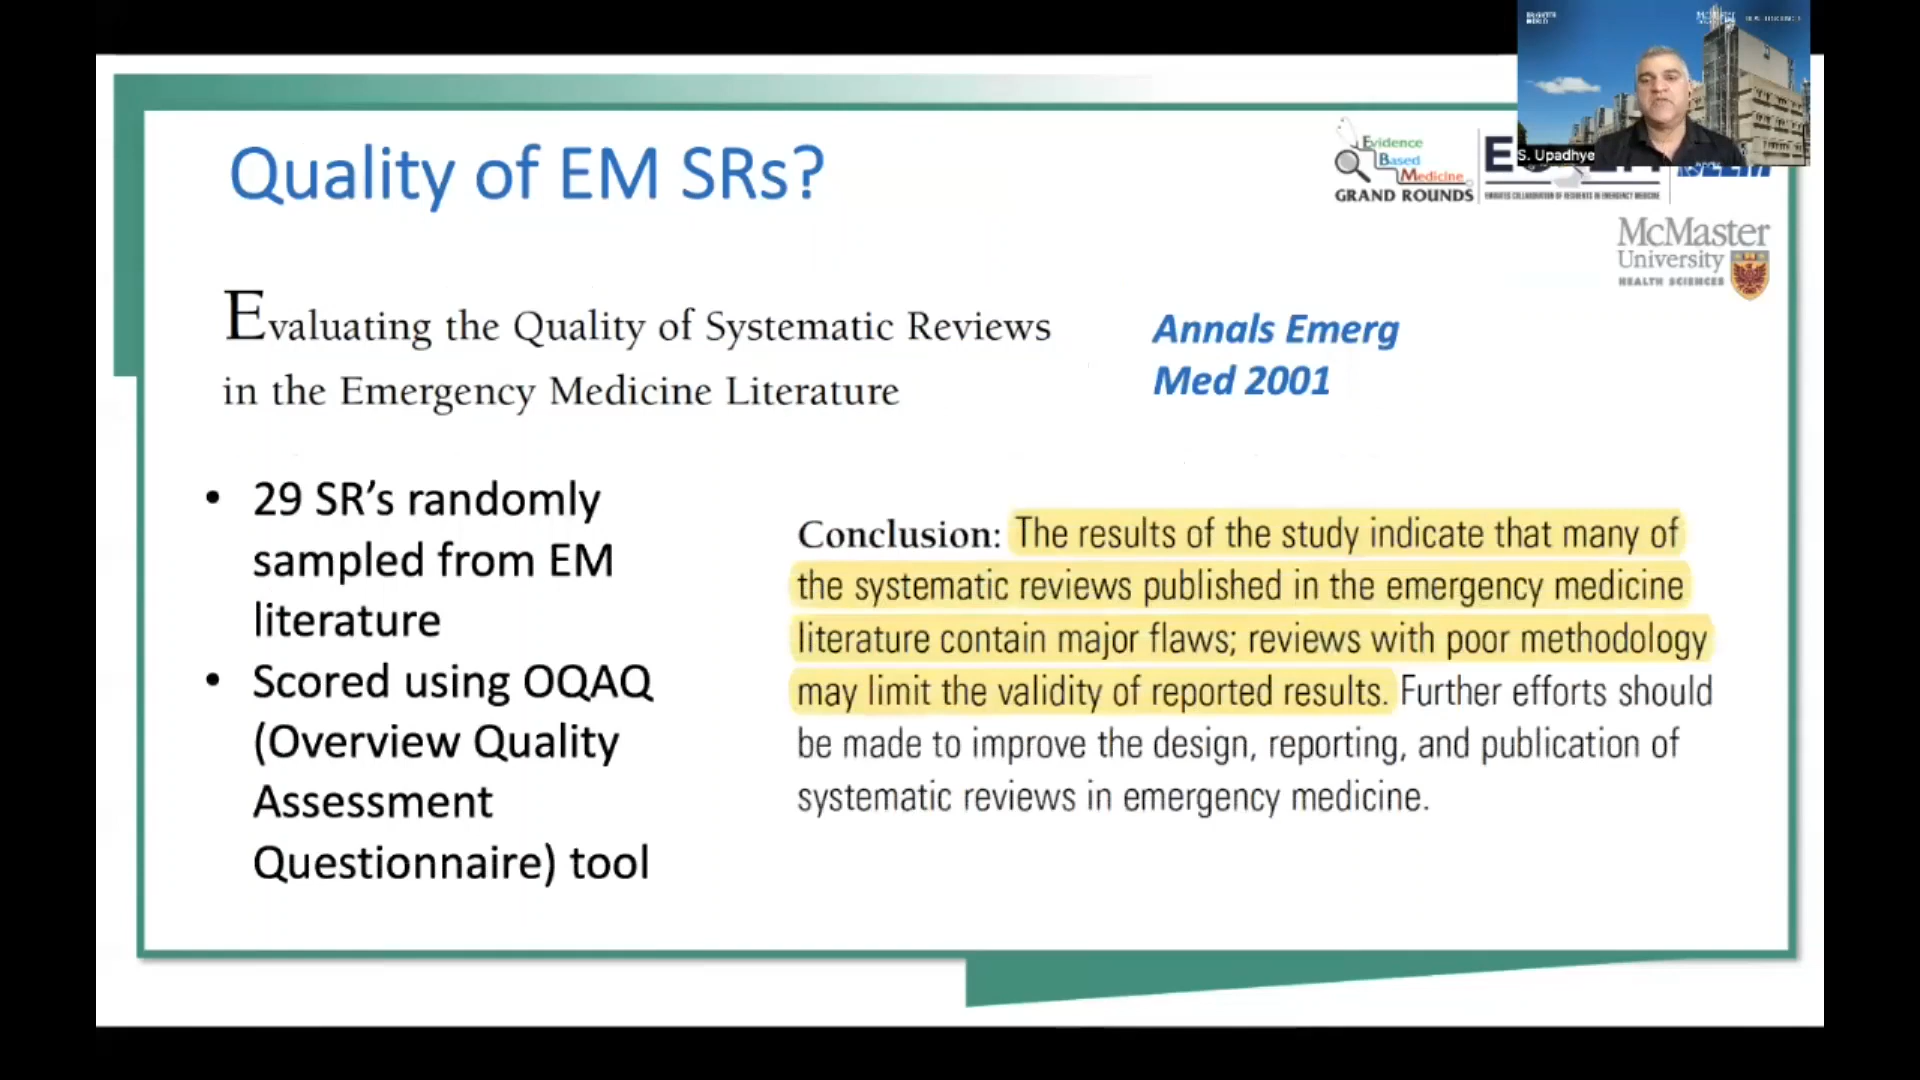 Quality of EM SRs?
Evidence
Based
Medicine
GRAND ROUNDS
S. Upadhye
McMaster
University
HEALTH SCIENCES
Evaluating the Quality of Systematic Reviews
in the Emergency Medicine Literature
Annals Emerg
Med 2001
• 29 SR’s randomly
sampled from EM
literature
• Scored using OQAQ
(Overview Quality
Assessment
Questionnaire) tool
Conclusion: The results of the study indicate that many of
the systematic reviews published in the emergency medicine
literature contain major flaws; reviews with poor methodology
may limit the validity of reported results. Further efforts should
be made to improve the design, reporting, and publication of
systematic reviews in emergency medicine.